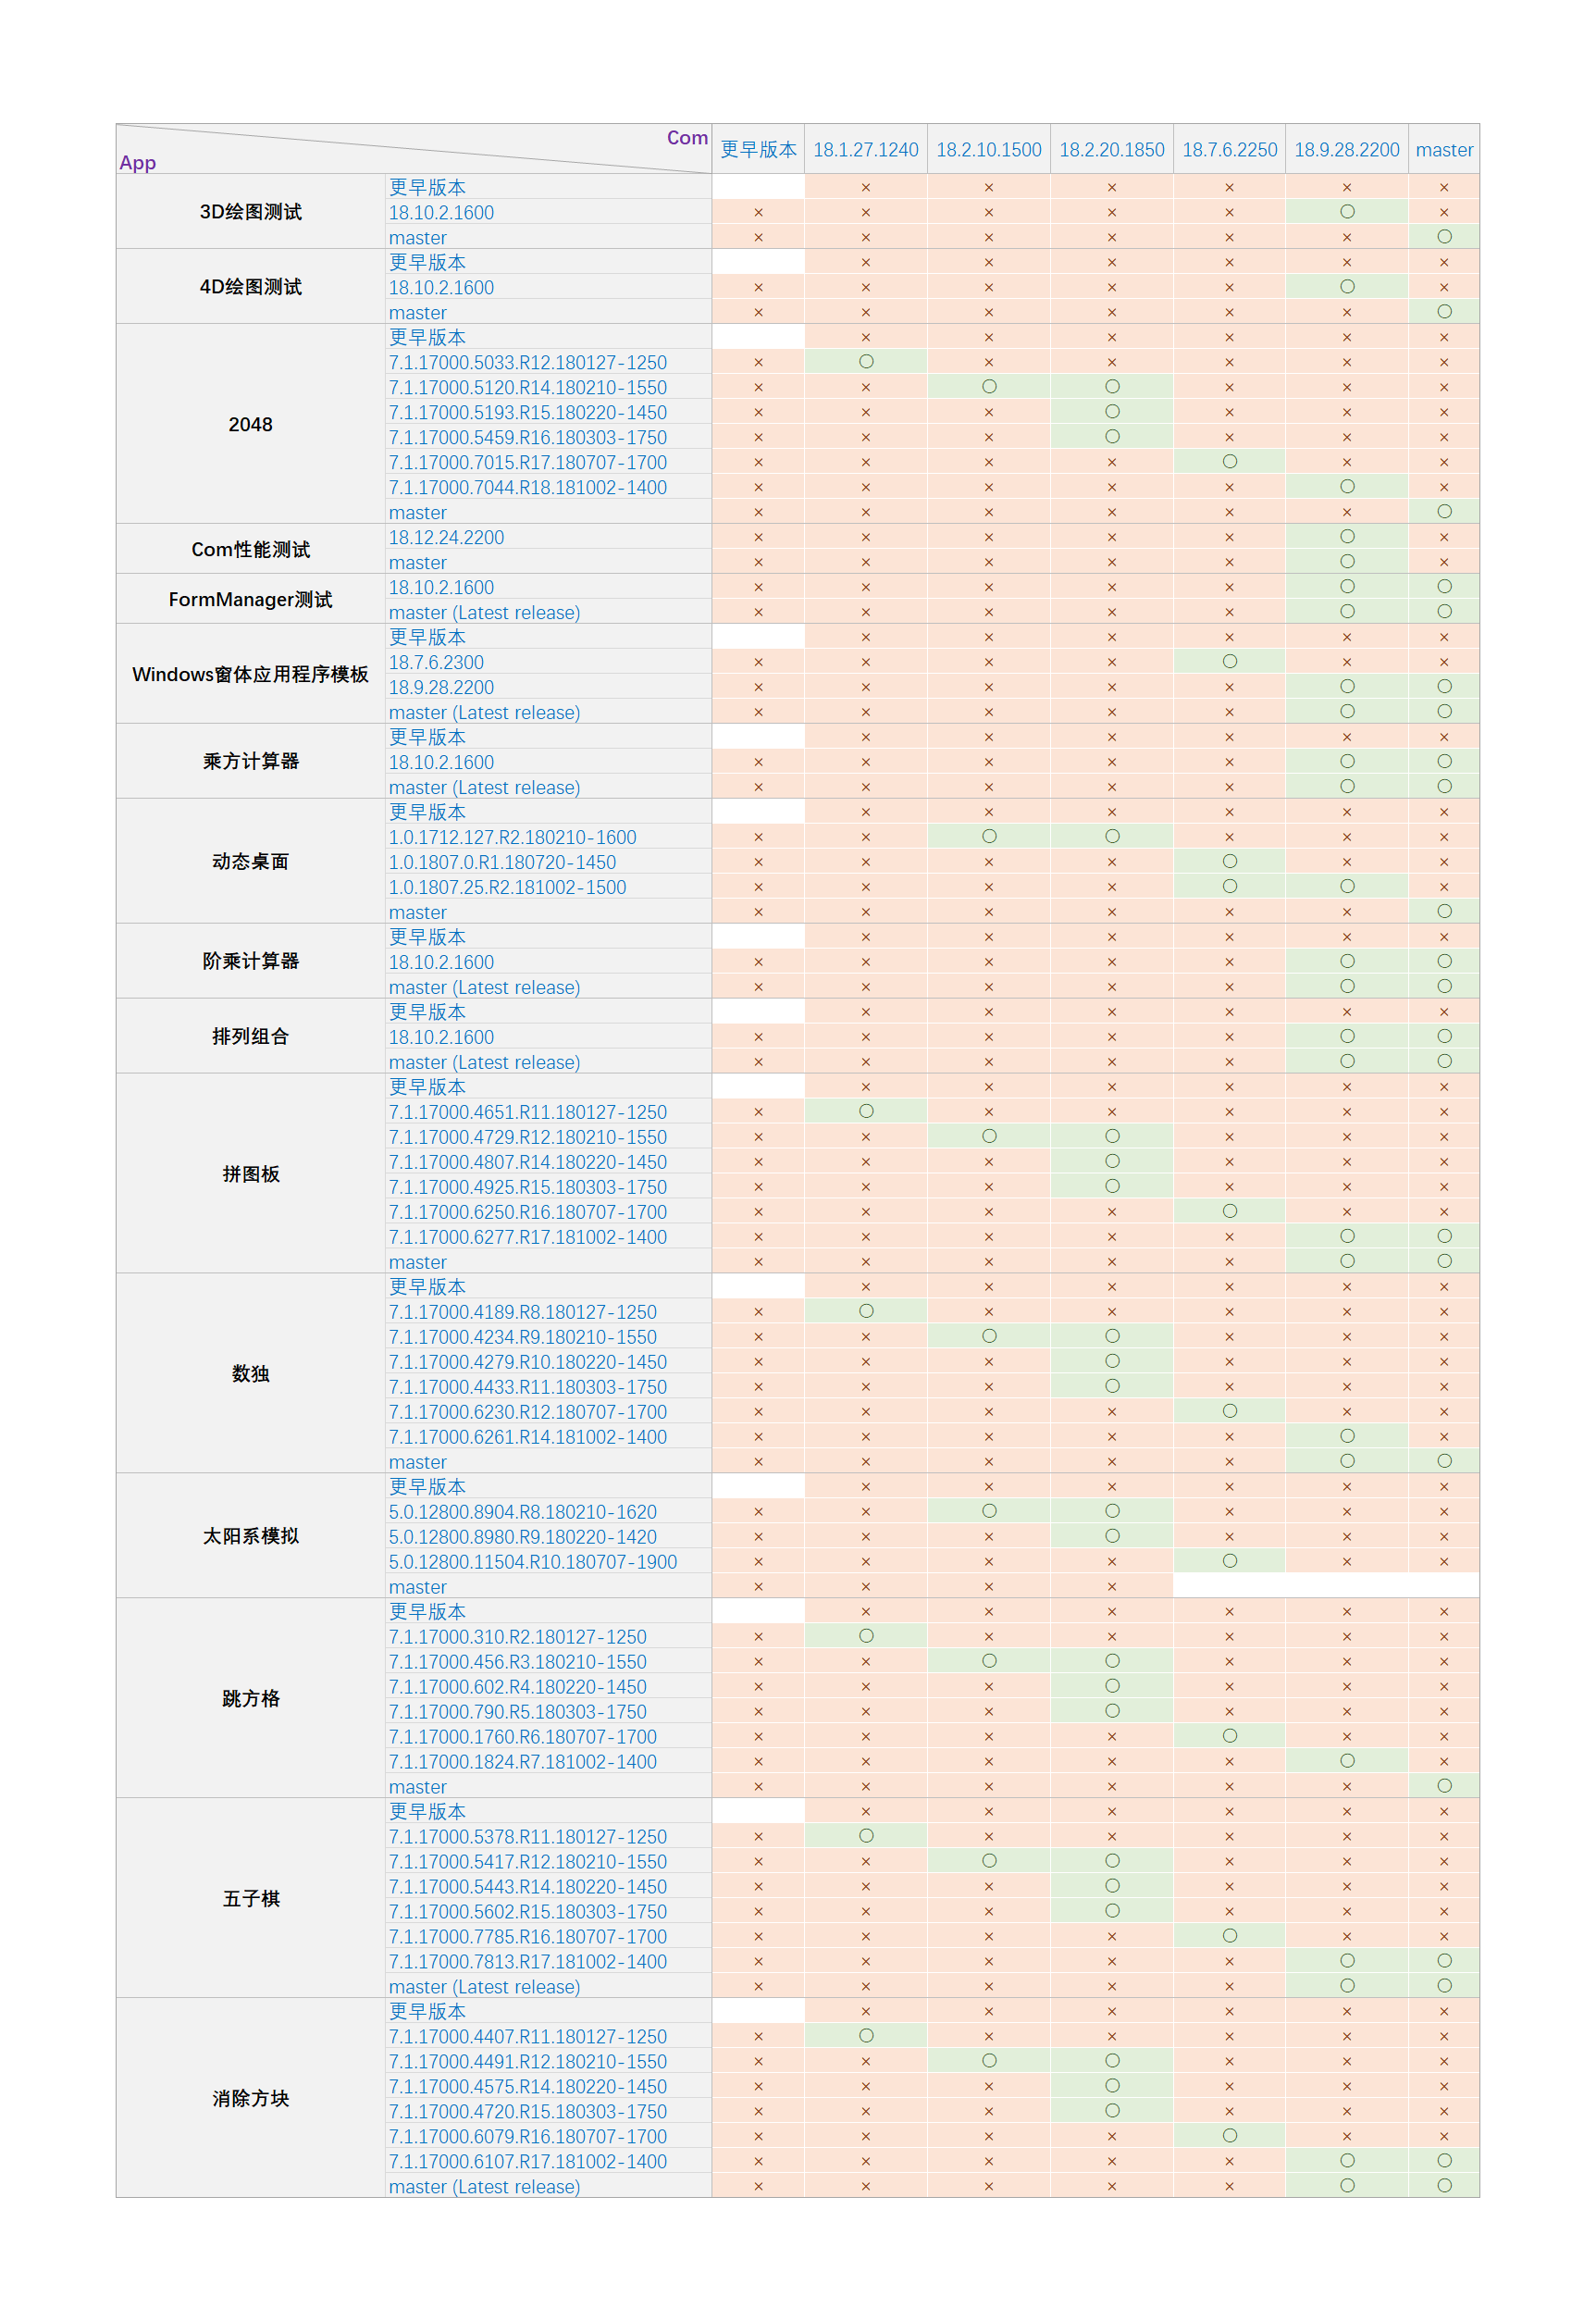 Com
App
更早版本 18.1.27.1240 18.2.10.1500 18.2.20.1850 18.7.6.2250 18.9.28.2200 master
3D绘图测试
更早版本 × × × × × ×
18.10.2.1600 × × × × × ○ ×
master × × × × × × ○
4D绘图测试
更早版本 × × × × × ×
18.10.2.1600 × × × × × ○ ×
master × × × × × × ○
2048
更早版本 × × × × × ×
7.1.17000.5033.R12.180127-1250 × ○ × × × × ×
7.1.17000.5120.R14.180210-1550 × × ○ ○ × × ×
7.1.17000.5193.R15.180220-1450 × × × ○ × × ×
7.1.17000.5459.R16.180303-1750 × × × ○ × × ×
7.1.17000.7015.R17.180707-1700 × × × × ○ × ×
7.1.17000.7044.R18.181002-1400 × × × × × ○ ×
master × × × × × × ○
Com性能测试
18.12.24.2200 × × × × × ○ ×
master × × × × × ○ ×
FormManager测试
18.10.2.1600 × × × × × ○ ○
master (Latest release) × × × × × ○ ○
Windows窗体应用程序模板
更早版本 × × × × × ×
18.7.6.2300 × × × × ○ × ×
18.9.28.2200 × × × × × ○ ○
master (Latest release) × × × × × ○ ○
乘方计算器
更早版本 × × × × × ×
18.10.2.1600 × × × × × ○ ○
master (Latest release) × × × × × ○ ○
动态桌面
更早版本 × × × × × ×
1.0.1712.127.R2.180210-1600 × × ○ ○ × × ×
1.0.1807.0.R1.180720-1450 × × × × ○ × ×
1.0.1807.25.R2.181002-1500 × × × × ○ ○ ×
master × × × × × × ○
阶乘计算器
更早版本 × × × × × ×
18.10.2.1600 × × × × × ○ ○
master (Latest release) × × × × × ○ ○
排列组合
更早版本 × × × × × ×
18.10.2.1600 × × × × × ○ ○
master (Latest release) × × × × × ○ ○
拼图板
更早版本 × × × × × ×
7.1.17000.4651.R11.180127-1250 × ○ × × × × ×
7.1.17000.4729.R12.180210-1550 × × ○ ○ × × ×
7.1.17000.4807.R14.180220-1450 × × × ○ × × ×
7.1.17000.4925.R15.180303-1750 × × × ○ × × ×
7.1.17000.6250.R16.180707-1700 × × × × ○ × ×
7.1.17000.6277.R17.181002-1400 × × × × × ○ ○
master × × × × × ○ ○
数独
更早版本 × × × × × ×
7.1.17000.4189.R8.180127-1250 × ○ × × × × ×
7.1.17000.4234.R9.180210-1550 × × ○ ○ × × ×
7.1.17000.4279.R10.180220-1450 × × × ○ × × ×
7.1.17000.4433.R11.180303-1750 × × × ○ × × ×
7.1.17000.6230.R12.180707-1700 × × × × ○ × ×
7.1.17000.6261.R14.181002-1400 × × × × × ○ ×
master × × × × × ○ ○
太阳系模拟
更早版本 × × × × × ×
5.0.12800.8904.R8.180210-1620 × × ○ ○ × × ×
5.0.12800.8980.R9.180220-1420 × × × ○ × × ×
5.0.12800.11504.R10.180707-1900 × × × × ○ × ×
master × × × ×
跳方格
更早版本 × × × × × ×
7.1.17000.310.R2.180127-1250 × ○ × × × × ×
7.1.17000.456.R3.180210-1550 × × ○ ○ × × ×
7.1.17000.602.R4.180220-1450 × × × ○ × × ×
7.1.17000.790.R5.180303-1750 × × × ○ × × ×
7.1.17000.1760.R6.180707-1700 × × × × ○ × ×
7.1.17000.1824.R7.181002-1400 × × × × × ○ ×
master × × × × × × ○
五子棋
更早版本 × × × × × ×
7.1.17000.5378.R11.180127-1250 × ○ × × × × ×
7.1.17000.5417.R12.180210-1550 × × ○ ○ × × ×
7.1.17000.5443.R14.180220-1450 × × × ○ × × ×
7.1.17000.5602.R15.180303-1750 × × × ○ × × ×
7.1.17000.7785.R16.180707-1700 × × × × ○ × ×
7.1.17000.7813.R17.181002-1400 × × × × × ○ ○
master (Latest release) × × × × × ○ ○
消除方块
更早版本 × × × × × ×
7.1.17000.4407.R11.180127-1250 × ○ × × × × ×
7.1.17000.4491.R12.180210-1550 × × ○ ○ × × ×
7.1.17000.4575.R14.180220-1450 × × × ○ × × ×
7.1.17000.4720.R15.180303-1750 × × × ○ × × ×
7.1.17000.6079.R16.180707-1700 × × × × ○ × ×
7.1.17000.6107.R17.181002-1400 × × × × × ○ ○
master (Latest release) × × × × × ○ ○